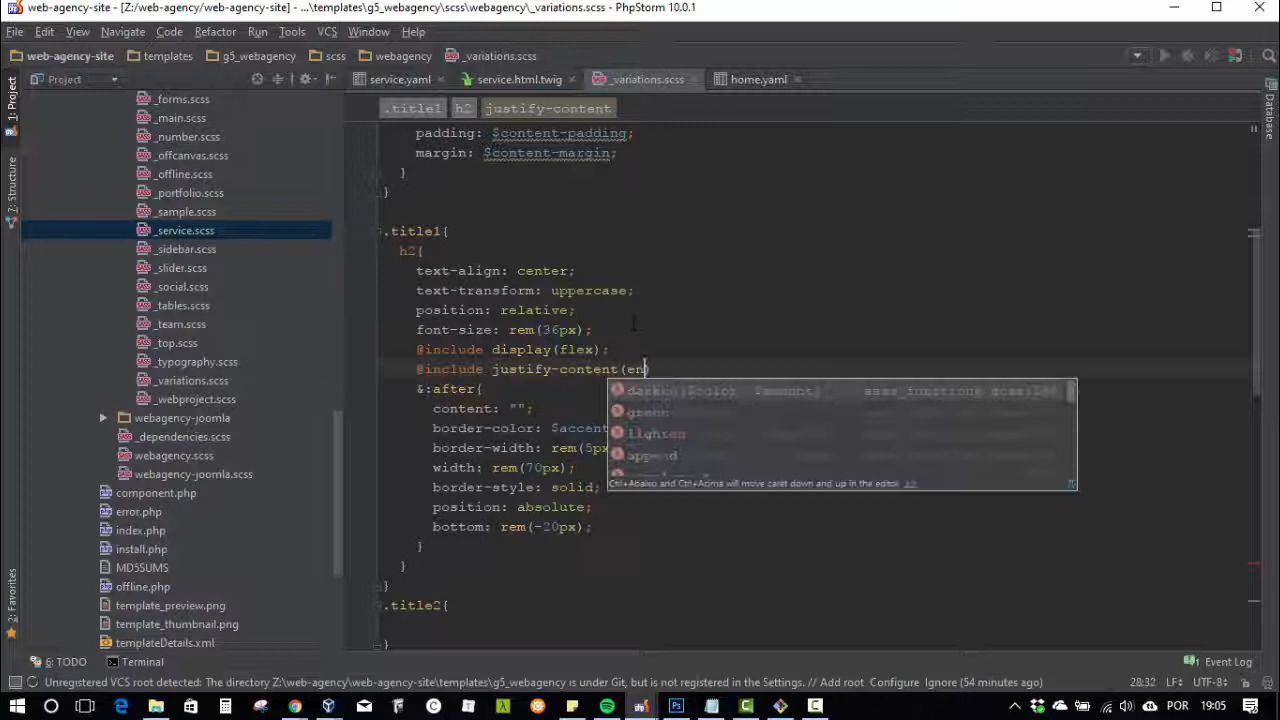 web-agency-site - [Z:/web-agency/web-agency-site] - ...\templates\g5_webagency\scss\webagency\_variations.scss - PhpStorm 10.0.1
File Edit View Navigate Code Refactor Run Tools VCS Window Help
web-agency-site templates g5_webagency scss webagency _variations.scss
Project service.yaml service.html.twig _variations.scss home.yaml
1: Project
Z: Structure
2: Favorites
Database
_forms.scss
_main.scss
_number.scss
_offcanvas.scss
_offline.scss
_portfolio.scss
_sample.scss
_service.scss
_sidebar.scss
_slider.scss
_social.scss
_tables.scss
_team.scss
_top.scss
_typography.scss
_variations.scss
_webproject.scss
webagency-joomla
_dependencies.scss
webagency.scss
webagency-joomla.scss
component.php
error.php
index.php
install.php
MD5SUMS
offline.php
template_preview.png
template_thumbnail.png
templateDetails.xml
.title1 h2 justify-content
padding: $content-padding;
margin: $content-margin;
}
}
.title1{
h2{
text-align: center;
text-transform: uppercase;
position: relative;
font-size: rem(36px);
@include display(flex);
@include justify-content(en)
&:after{
content: "";
border-color: $accent
border-width: rem(5px
width: rem(70px);
border-style: solid;
position: absolute;
bottom: rem(-20px);
}
}
}
.title2{
}
green
lighten
append
Ctrl+Abaixo and Ctrl+Acima will move caret down and up in the editor >>
6: TODO Terminal 1 Event Log
Unregistered VCS root detected: The directory Z:\web-agency\web-agency-site\templates\g5_webagency is under Git, but is not registered in the Settings. // Add root Configure Ignore (54 minutes ago) 28:32 LF UTF-8
POR 19:05